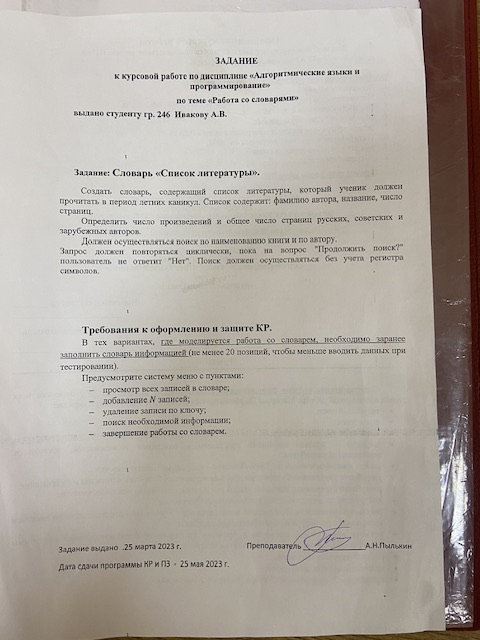 ЗАДАНИЕ
к курсовой работе по дисциплине «Алгоритмические языки и
программирование»
по теме «Работа со словарями»
выдано студенту гр. 246 Ивакову А.В.
Задание: Словарь «Список литературы».
Создать словарь, содержащий список литературы, который ученик должен
прочитать в период летних каникул. Список содержит: фамилию автора, название, число
страниц.
Определить число произведений и общее число страниц русских, советских и
зарубежных авторов.
Должен осуществляться поиск по наименованию книги и по автору.
Запрос должен повторяться циклически, пока на вопрос "Продолжить поиск?"
пользователь не ответит "Нет". Поиск должен осуществляться без учета регистра
символов.
Требования к оформлению и защите КР.
В тех вариантах, где моделируется работа со словарем, необходимо заранее
заполнить словарь информацией (не менее 20 позиций, чтобы меньше вводить данных при
тестировании).
Предусмотрите систему меню с пунктами:
– просмотр всех записей в словаре;
– добавление N записей;
– удаление записи по ключу;
– поиск необходимой информации;
– завершение работы со словарем.
Задание выдано .25 марта 2023 г. Преподаватель А.Н.Пылькин
Дата сдачи программы КР и ПЗ - 25 мая 2023 г.